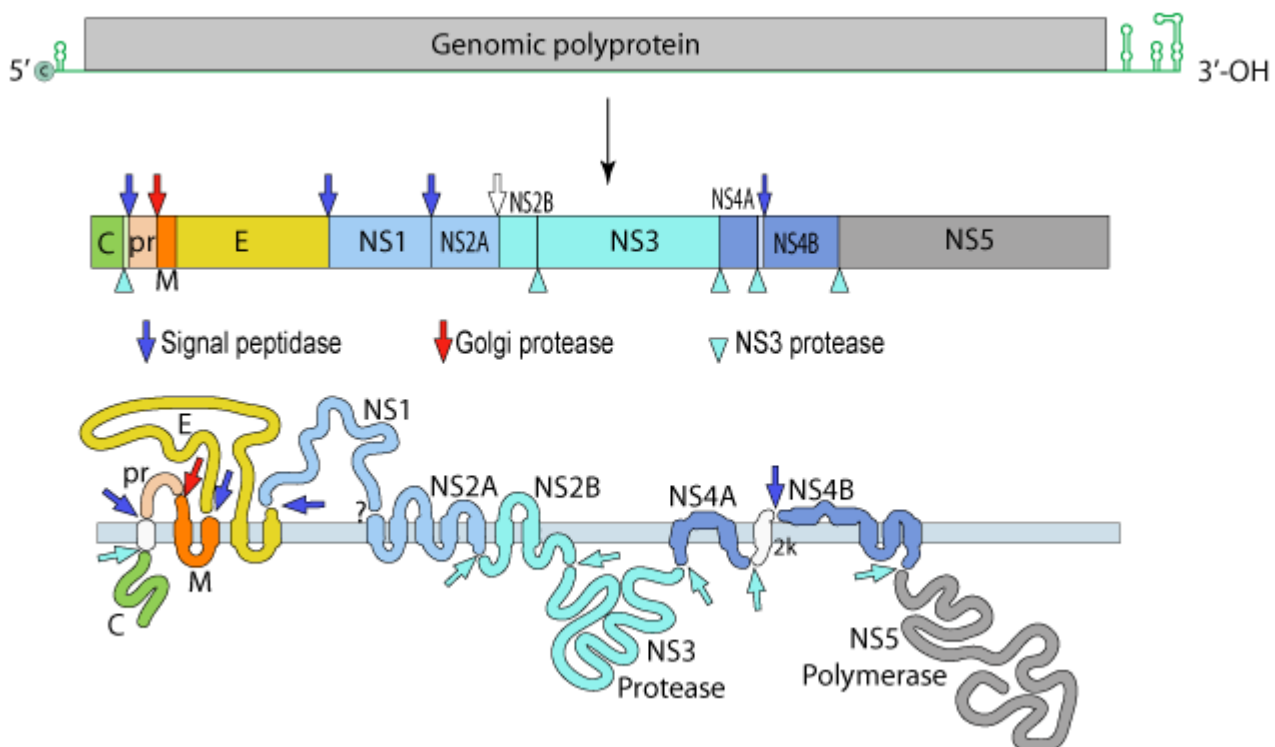 Genomic polyprotein
5′ C 3′-OH
NS2B NS4A
C pr E NS1 NS2A NS3 NS4B NS5
M
Signal peptidase Golgi protease NS3 protease
E NS1
pr NS2A NS2B NS4A NS4B
?
2k
M
C
NS3
Protease
NS5
Polymerase